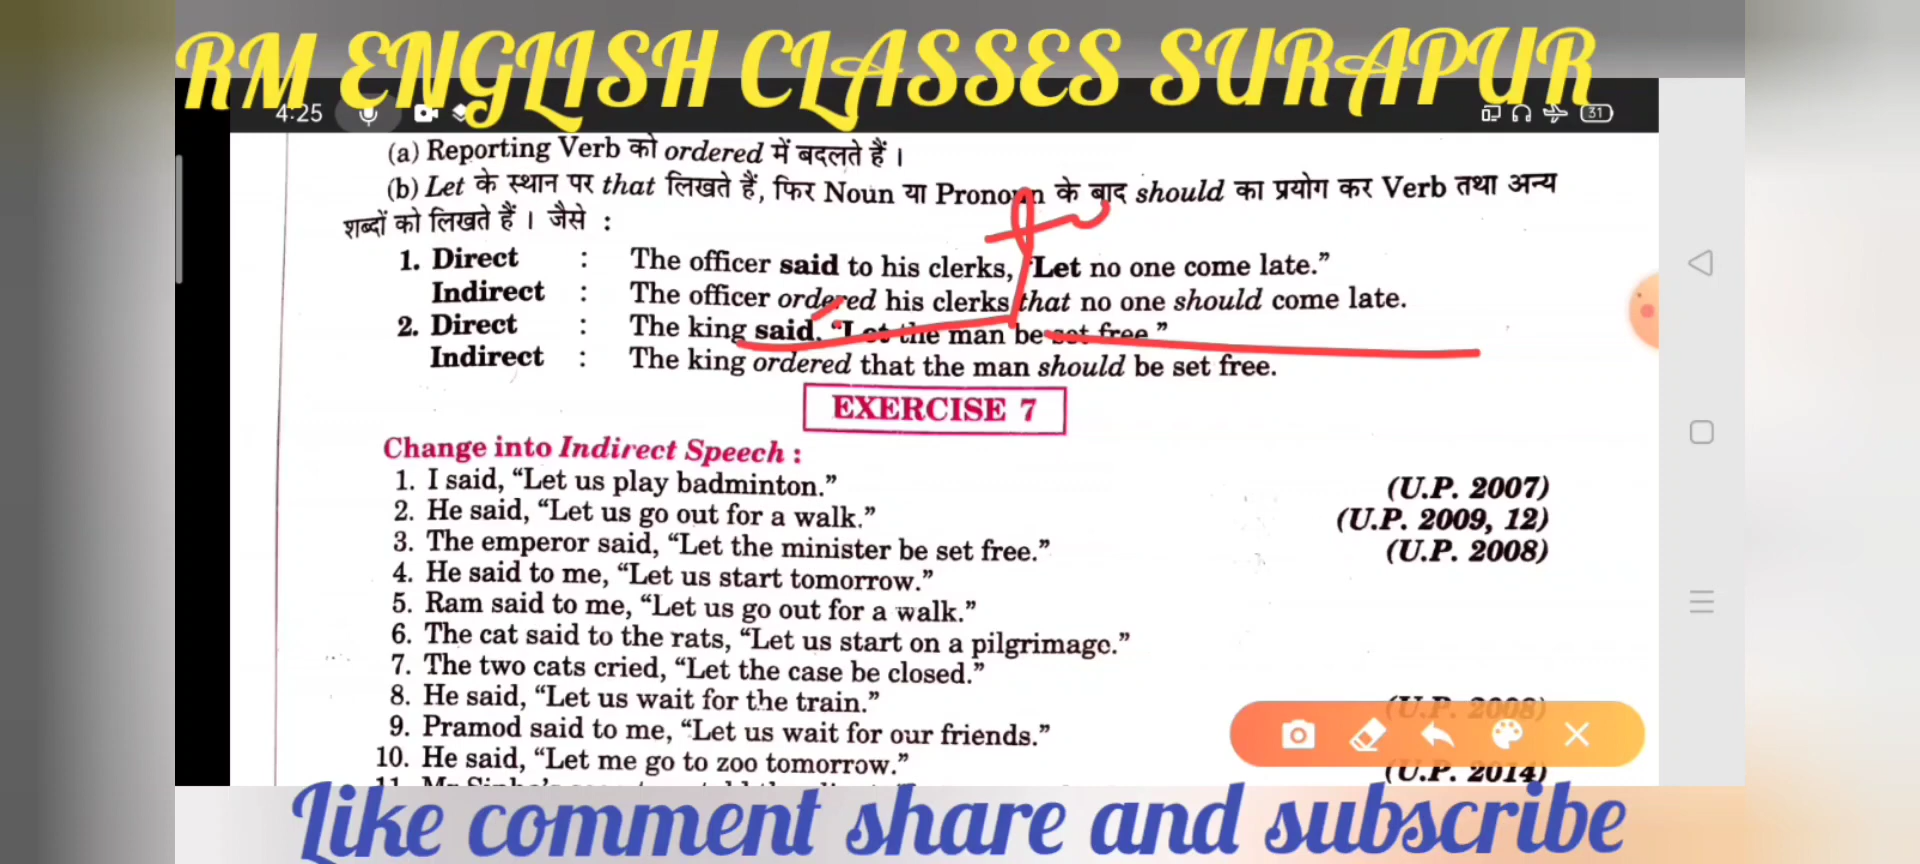 RM ENGLISH CLASSES SURAPUR
4:25 31
(a) Reporting Verb को ordered में बदलते हैं ।
(b) Let के स्थान पर that लिखते हैं, फिर Noun या Pronoun के बाद should का प्रयोग कर Verb तथा अन्य
शब्दों को लिखते हैं । जैसे :
1. Direct : The officer said to his clerks, "Let no one come late."
Indirect : The officer ordered his clerks that no one should come late.
2. Direct : The king said, "Let the man be set free."
Indirect : The king ordered that the man should be set free.
EXERCISE 7
Change into Indirect Speech :
1. I said, "Let us play badminton." (U.P. 2007)
2. He said, "Let us go out for a walk." (U.P. 2009, 12)
3. The emperor said, "Let the minister be set free." (U.P. 2008)
4. He said to me, "Let us start tomorrow."
5. Ram said to me, "Let us go out for a walk."
6. The cat said to the rats, "Let us start on a pilgrimage."
7. The two cats cried, "Let the case be closed."
8. He said, "Let us wait for the train." (U.P. 2008)
9. Pramod said to me, "Let us wait for our friends."
10. He said, "Let me go to zoo tomorrow." (U.P. 2014)
Like comment share and subscribe